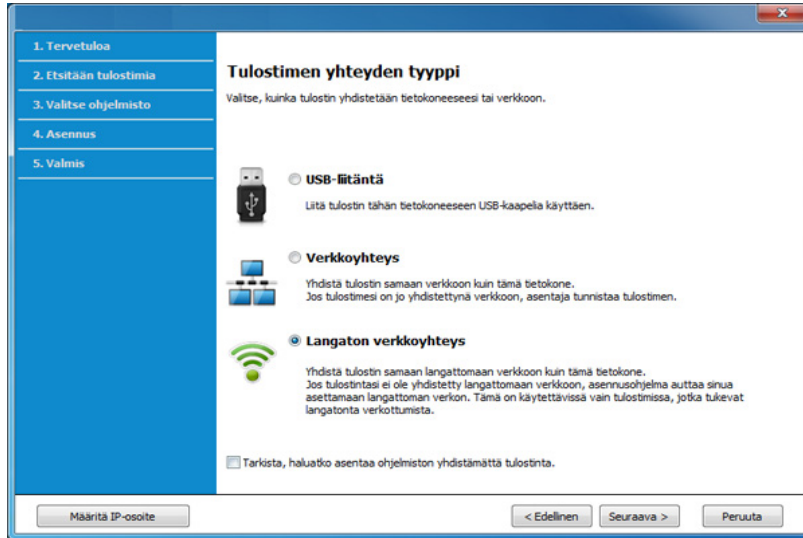 1. Tervetuloa
2. Etsitään tulostimia
3. Valitse ohjelmisto
4. Asennus
5. Valmis
Tulostimen yhteyden tyyppi
Valitse, kuinka tulostin yhdistetään tietokoneeseesi tai verkkoon.
USB-liitäntä
Liitä tulostin tähän tietokoneeseen USB-kaapelia käyttäen.
Verkkoyhteys
Yhdistä tulostin samaan verkkoon kuin tämä tietokone.
Jos tulostimesi on jo yhdistettynä verkkoon, asentaja tunnistaa tulostimen.
Langaton verkkoyhteys
Yhdistä tulostin samaan langattomaan verkkoon kuin tämä tietokone.
Jos tulostintasi ei ole yhdistetty langattomaan verkkoon, asennusohjelma auttaa sinua
asettamaan langattoman verkon. Tämä on käytettävissä vain tulostimissa, jotka tukevat
langatonta verkottumista.
Tarkista, haluatko asentaa ohjelmiston yhdistämättä tulostinta.
Määritä IP-osoite
< Edellinen
Seuraava >
Peruuta